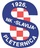 1926.
NK "SLAVIJA"
PLETERNICA